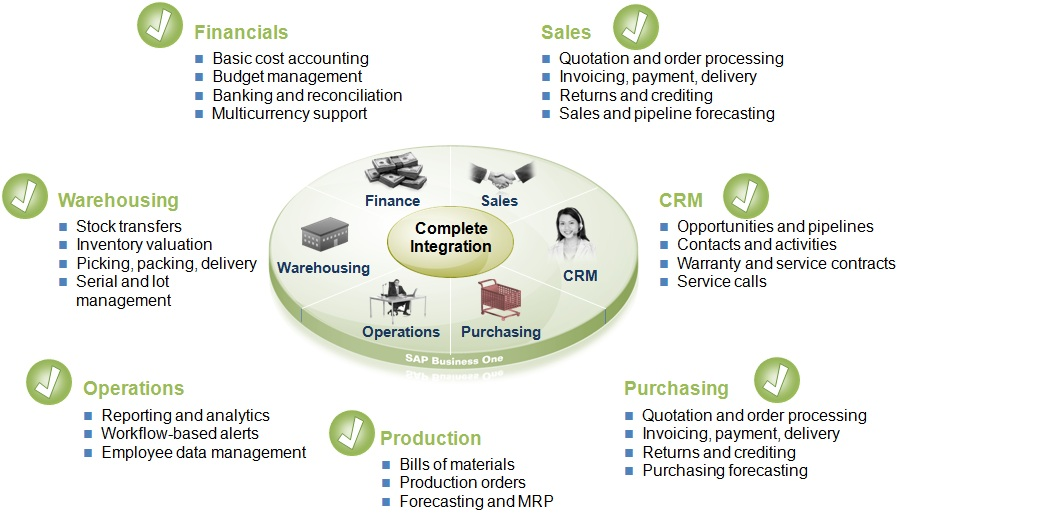 Financials
Basic cost accounting
Budget management
Banking and reconciliation
Multicurrency support
Sales
Quotation and order processing
Invoicing, payment, delivery
Returns and crediting
Sales and pipeline forecasting
Warehousing
Stock transfers
Inventory valuation
Picking, packing, delivery
Serial and lot
management
Finance
Sales
Complete
Integration
Warehousing
CRM
Operations
Purchasing
SAP Business One
CRM
Opportunities and pipelines
Contacts and activities
Warranty and service contracts
Service calls
Operations
Reporting and analytics
Workflow-based alerts
Employee data management
Production
Bills of materials
Production orders
Forecasting and MRP
Purchasing
Quotation and order processing
Invoicing, payment, delivery
Returns and crediting
Purchasing forecasting